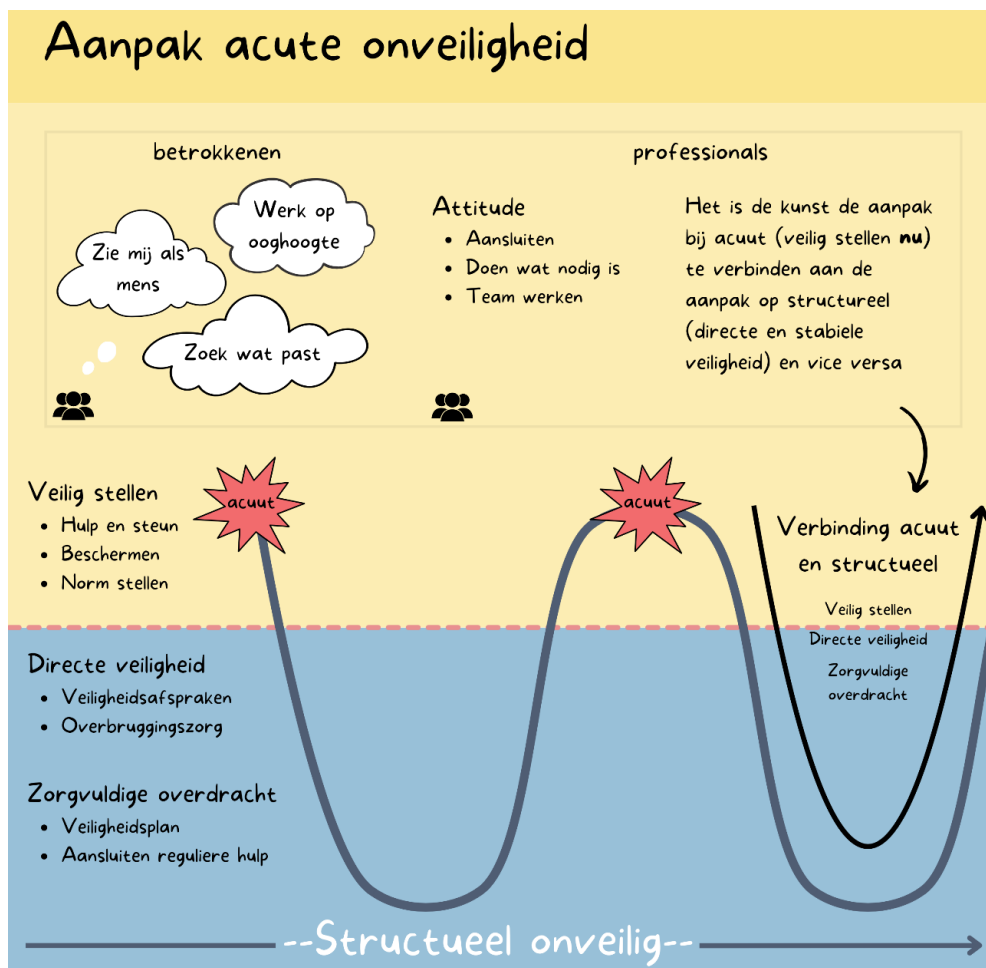 Aanpak acute onveiligheid
betrokkenen
Zie mij als
mens
Werk op
ooghoogte
Zoek wat past
professionals
Attitude
• Aansluiten
• Doen wat nodig is
• Team werken
Het is de kunst de aanpak
bij acuut (veilig stellen nu)
te verbinden aan de
aanpak op structureel
(directe en stabiele
veiligheid) en vice versa
Veilig stellen
• Hulp en steun
• Beschermen
• Norm stellen
acuut
acuut
Verbinding acuut
en structueel
Veilig stellen
Directe veiligheid
Zorgvuldige
overdracht
Directe veiligheid
• Veiligheidsafspraken
• Overbruggingszorg
Zorgvuldige overdracht
• Veiligheidsplan
• Aansluiten reguliere hulp
--Structueel onveilig--